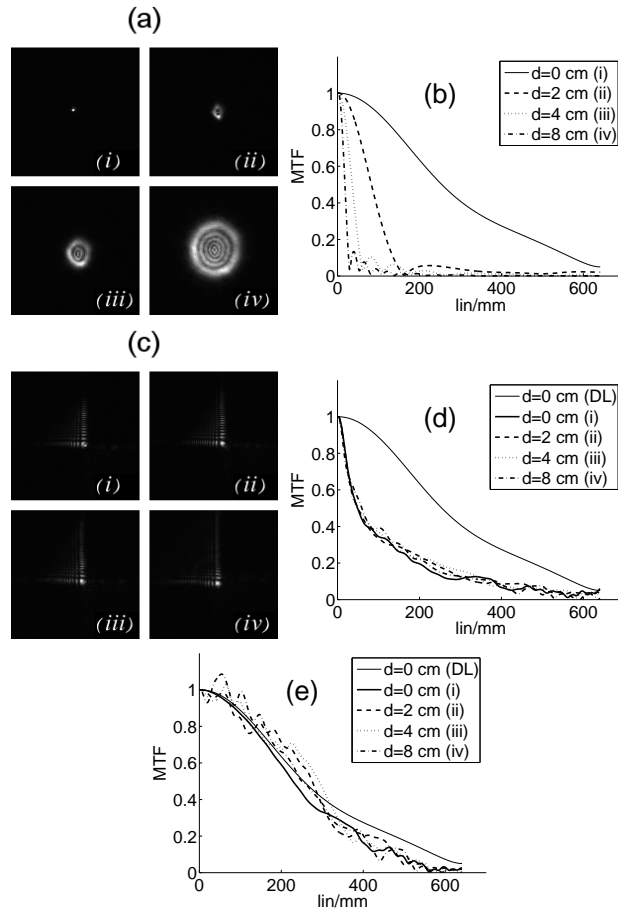 (a)
(i)
(ii)
(iii)
(iv)
(b)
MTF
1
0.8
0.6
0.4
0.2
0
0 200 400 600
lin/mm
d=0 cm (i)
d=2 cm (ii)
d=4 cm (iii)
d=8 cm (iv)
(c)
(i)
(ii)
(iii)
(iv)
(d)
MTF
1
0.8
0.6
0.4
0.2
0
0 200 400 600
lin/mm
d=0 cm (DL)
d=0 cm (i)
d=2 cm (ii)
d=4 cm (iii)
d=8 cm (iv)
(e)
MTF
1
0.8
0.6
0.4
0.2
0
0 200 400 600
lin/mm
d=0 cm (DL)
d=0 cm (i)
d=2 cm (ii)
d=4 cm (iii)
d=8 cm (iv)